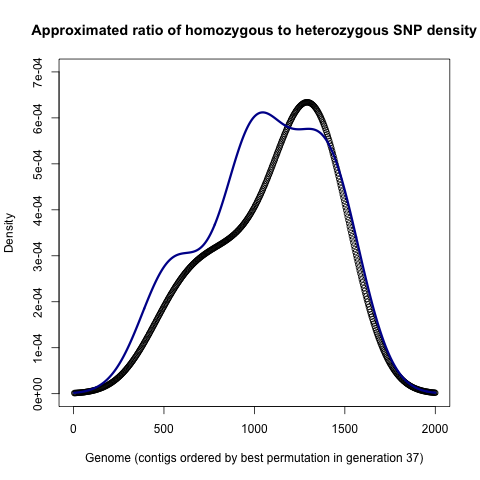 Approximated ratio of homozygous to heterozygous SNP density
7e-04
6e-04
5e-04
4e-04
3e-04
2e-04
1e-04
0e+00
Density
0 500 1000 1500 2000
Genome (contigs ordered by best permutation in generation 37)